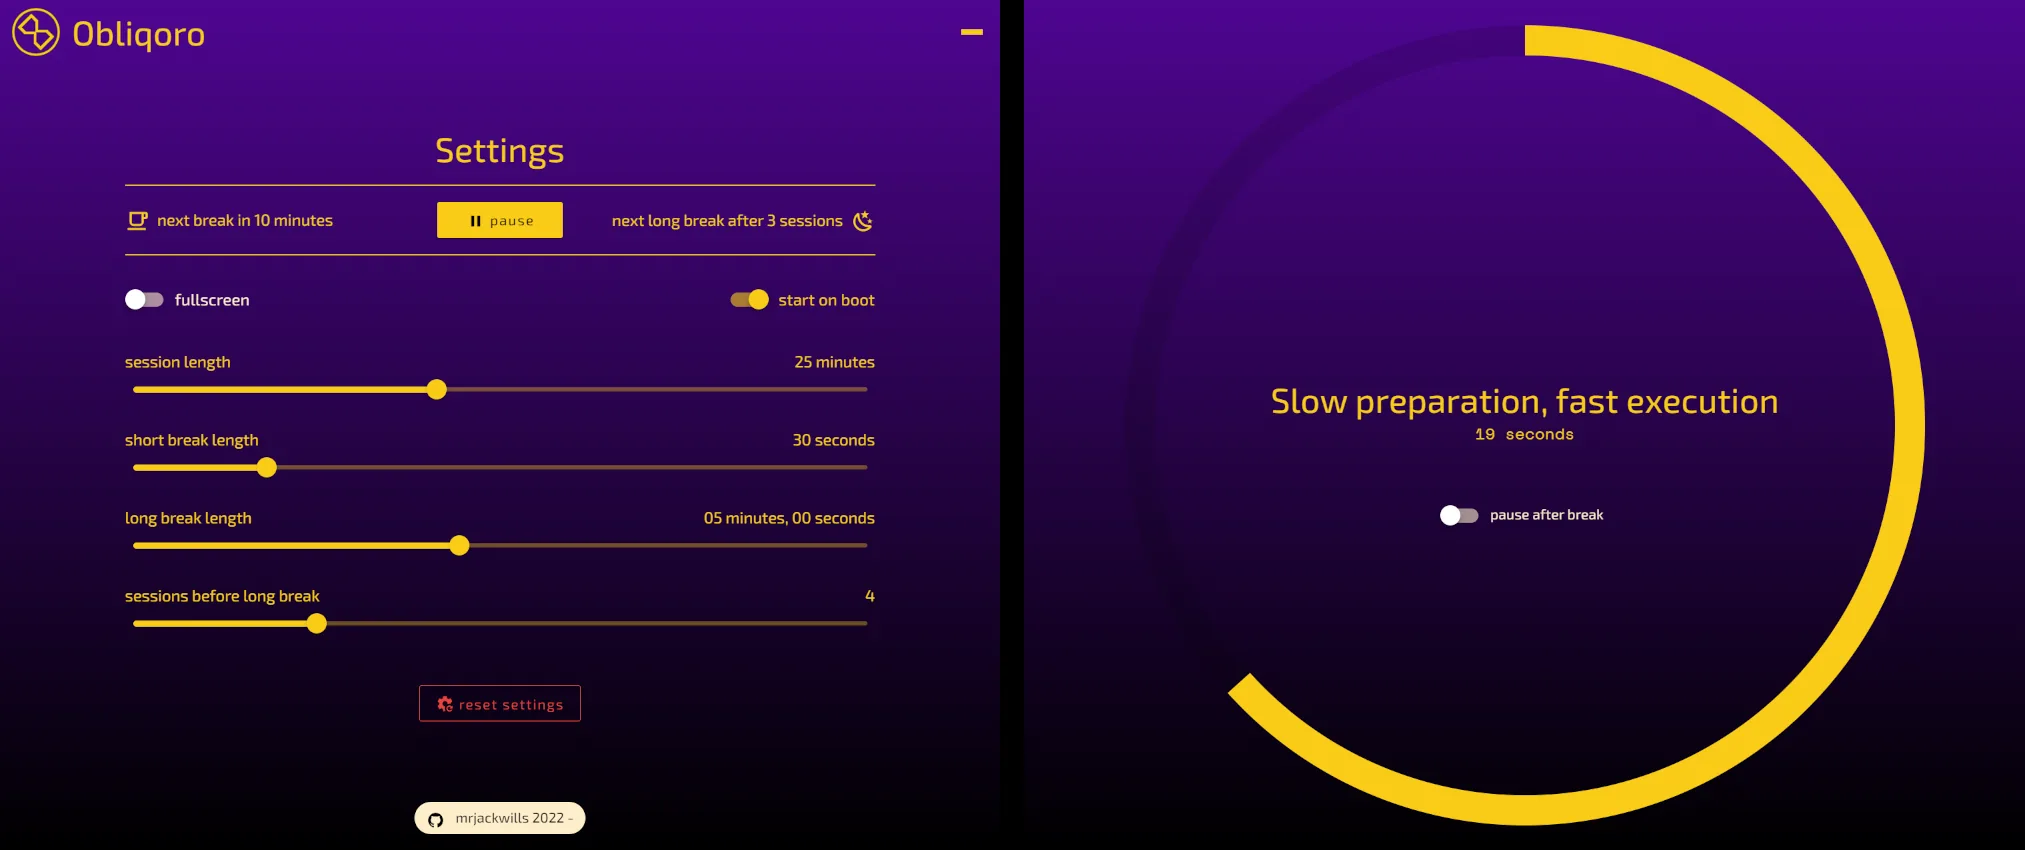 Obliqoro
Settings
next break in 10 minutes
pause
next long break after 3 sessions
fullscreen
start on boot
session length
25 minutes
short break length
30 seconds
long break length
05 minutes, 00 seconds
sessions before long break
4
reset settings
mrjackwills 2022 -
Slow preparation, fast execution
19 seconds
pause after break